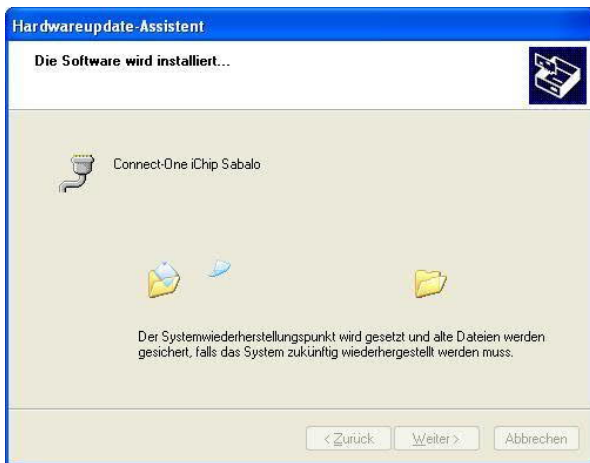 Hardwareupdate-Assistent
Die Software wird installiert...
Connect-One iChip Sabalo
Der Systemwiederherstellungspunkt wird gesetzt und alte Dateien werden
gesichert, falls das System zukünftig wiederhergestellt werden muss.
< Zurück Weiter > Abbrechen